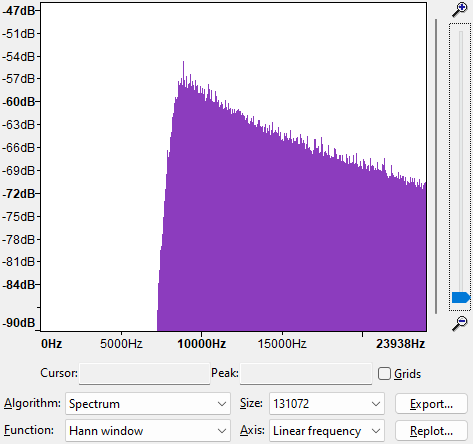 -47dB
-51dB
-54dB
-57dB
-60dB
-63dB
-66dB
-69dB
-72dB
-75dB
-78dB
-81dB
-84dB
-90dB
0Hz 5000Hz 10000Hz 15000Hz 23938Hz
Cursor: Peak: Grids
Algorithm: Spectrum Size: 131072 Export...
Function: Hann window Axis: Linear frequency Replot...